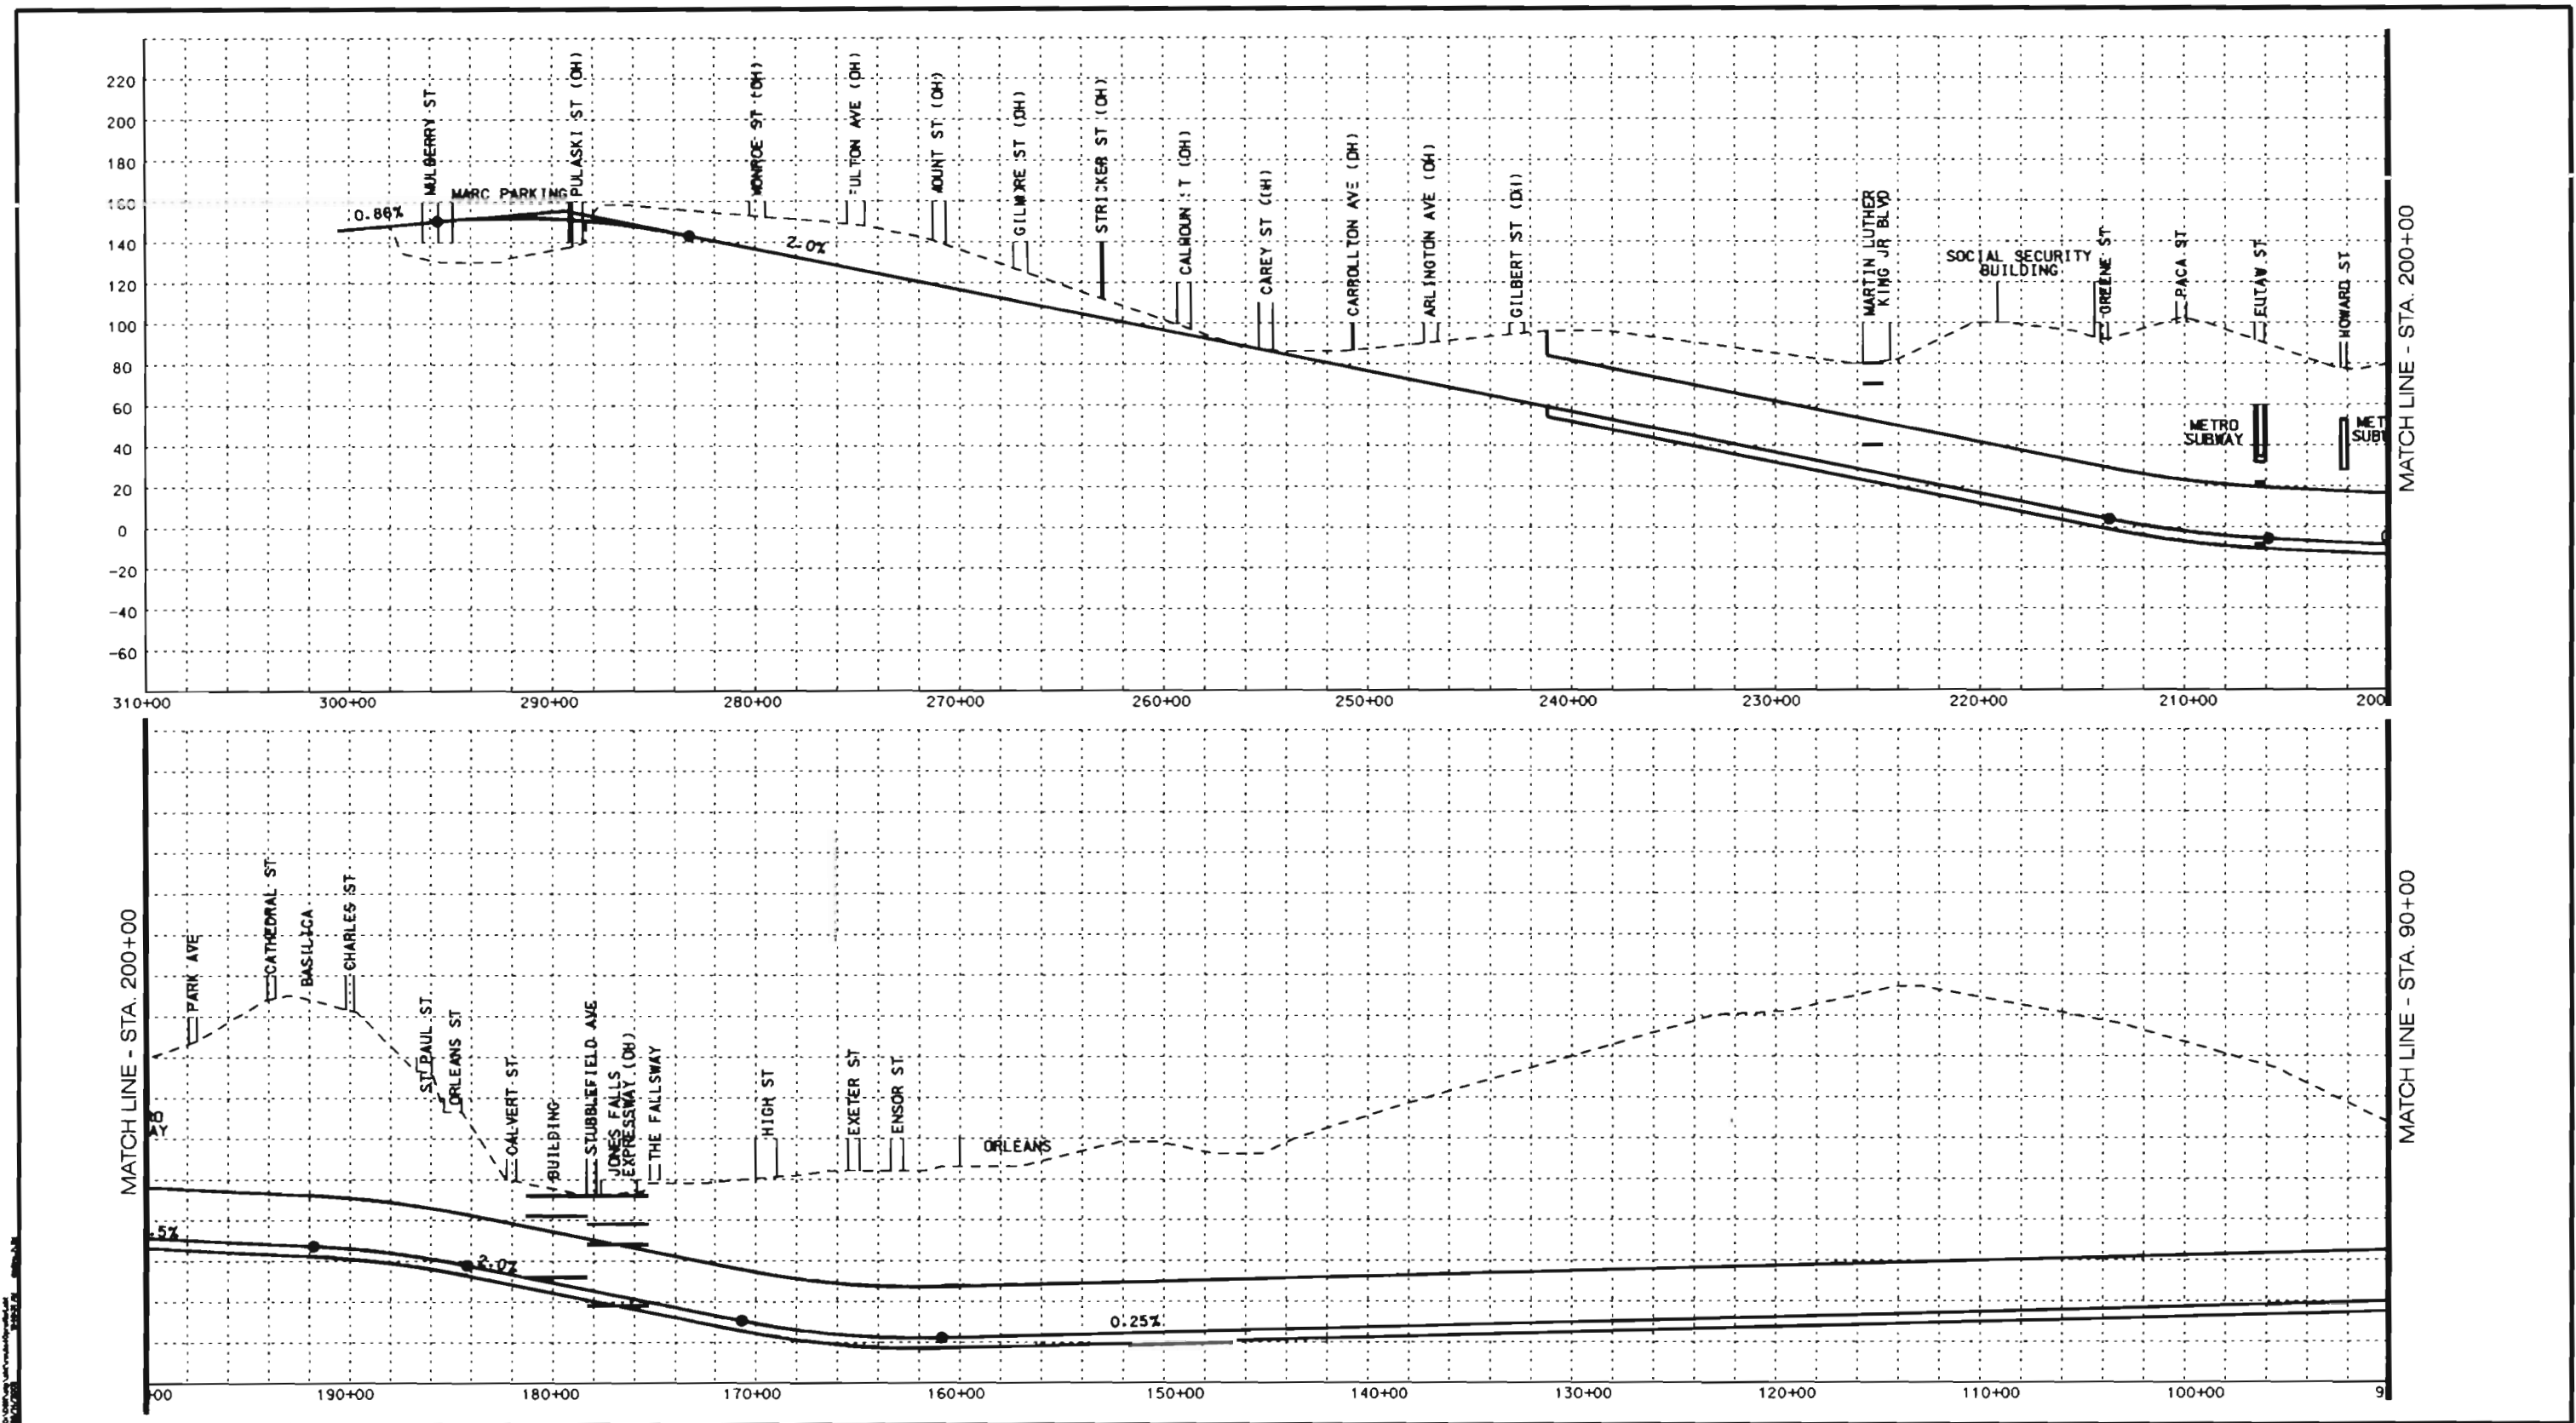 220
200
180
160
140
120
100
80
60
40
20
0
-20
-40
-60
MULBERRY ST
MARC PARKING
PULASKI ST (OH)
MONROE ST (OH)
FULTON AVE (OH)
MOUNT ST (OH)
GILMORE ST (OH)
STRICKER ST (OH)
CALHOUN ST (OH)
CAREY ST (OH)
CARROLLTON AVE (OH)
ARLINGTON AVE (OH)
GILBERT ST (OH)
MARTIN LUTHER
KING JR BLVD
SOCIAL SECURITY
BUILDING
GREENE ST
PACA ST
EUTAW ST
HOWARD ST
0.86%
2.0%
METRO
SUBWAY
MET
SUBW
MATCH LINE - STA. 200+00
310+00
300+00
290+00
280+00
270+00
260+00
250+00
240+00
230+00
220+00
210+00
200
MATCH LINE - STA. 200+00
PARK AVE
CATHEDRAL ST
BASILICA
CHARLES ST
ST PAUL ST
ORLEANS ST
CALVERT ST
BUILDING
STUBBLEFIELD AVE
JONES FALLS
EXPRESSWAY (OH)
THE FALLSWAY
HIGH ST
EXETER ST
ENSOR ST
ORLEANS
AY
.5%
2.0%
0.25%
MATCH LINE - STA. 90+00
+00
190+00
180+00
170+00
160+00
150+00
140+00
130+00
120+00
110+00
100+00
9